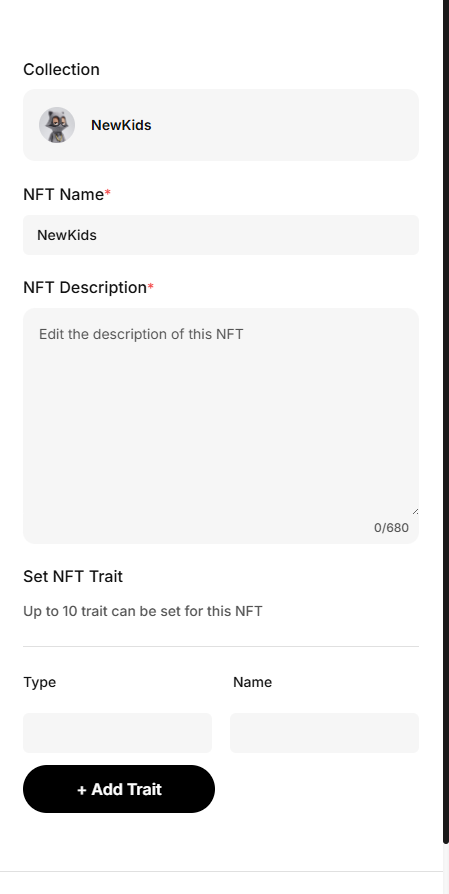 Collection
NewKids
NFT Name*
NewKids
NFT Description*
Edit the description of this NFT
0/680
Set NFT Trait
Up to 10 trait can be set for this NFT
Type Name
+ Add Trait